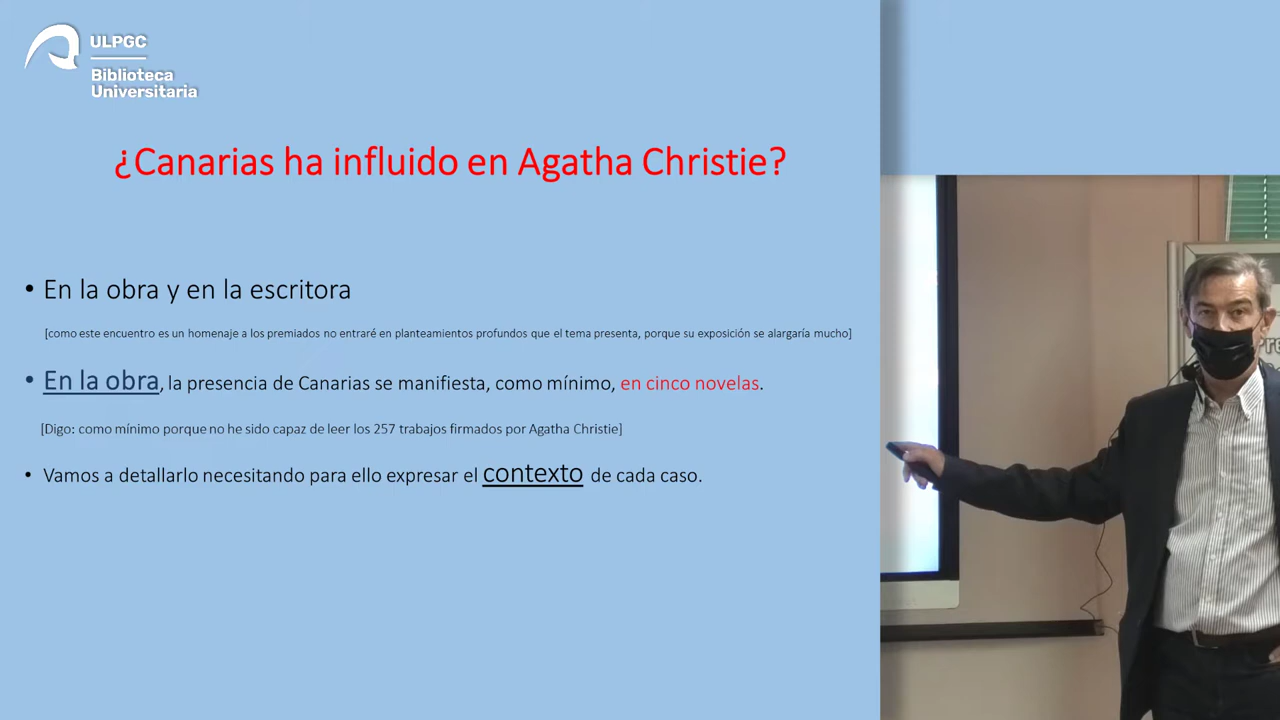 ULPGC
Biblioteca
Universitaria
¿Canarias ha influido en Agatha Christie?
• En la obra y en la escritora
[como este encuentro es un homenaje a los premiados no entraré en planteamientos profundos que el tema presenta, porque su exposición se alargaría mucho]
• En la obra, la presencia de Canarias se manifiesta, como mínimo, en cinco novelas.
[Digo: como mínimo porque no he sido capaz de leer los 257 trabajos firmados por Agatha Christie]
• Vamos a detallarlo necesitando para ello expresar el contexto de cada caso.